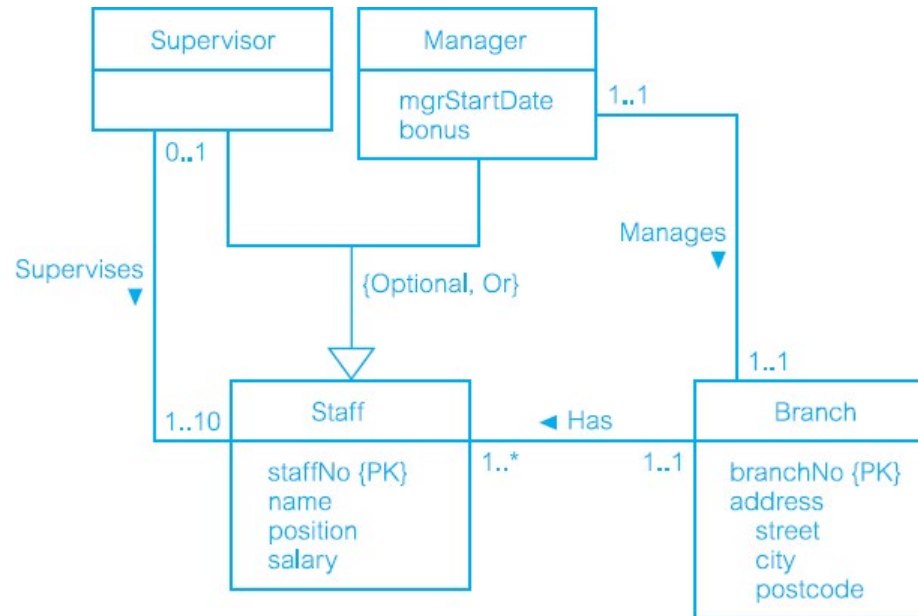 Supervisor
Manager
mgrStartDate
bonus
1..1
0..1
Manages
Supervises
{Optional, Or}
1..1
Staff
Branch
1..10
Has
1..*
1..1
staffNo {PK}
name
position
salary
branchNo {PK}
address
street
city
postcode